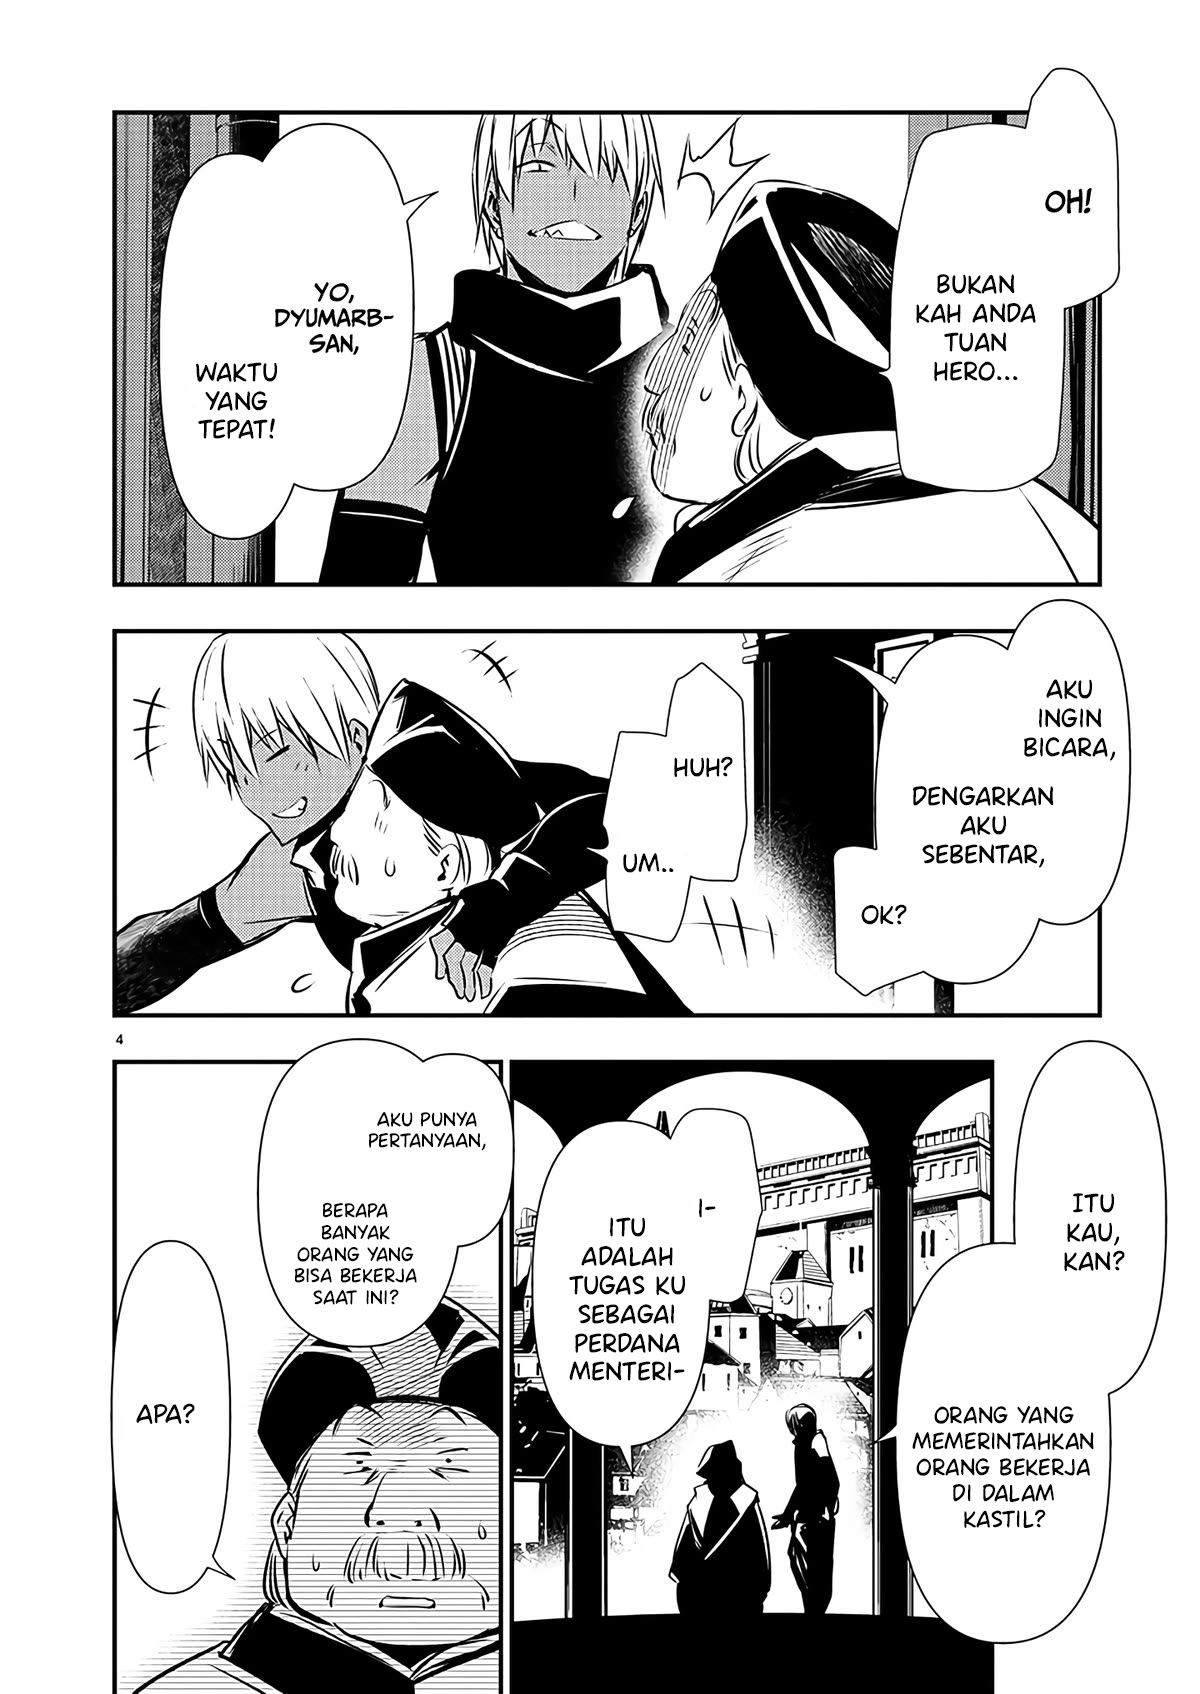 OH!
BUKAN
KAH ANDA
TUAN
HERO...
YO,
DYUMARB-
SAN,
WAKTU
YANG
TEPAT!
AKU
INGIN
BICARA,
DENGARKAN
AKU
SEBENTAR,
OK?
HUH?
UM..
4
ITU
KAU,
KAN?
ORANG YANG
MEMERINTAHKAN
ORANG BEKERJA
DI DALAM
KASTIL?
I-
ITU
ADALAH
TUGAS KU
SEBAGAI
PERDANA
MENTERI-
AKU PUNYA
PERTANYAAN,
BERAPA
BANYAK
ORANG YANG
BISA BEKERJA
SAAT INI?
APA?